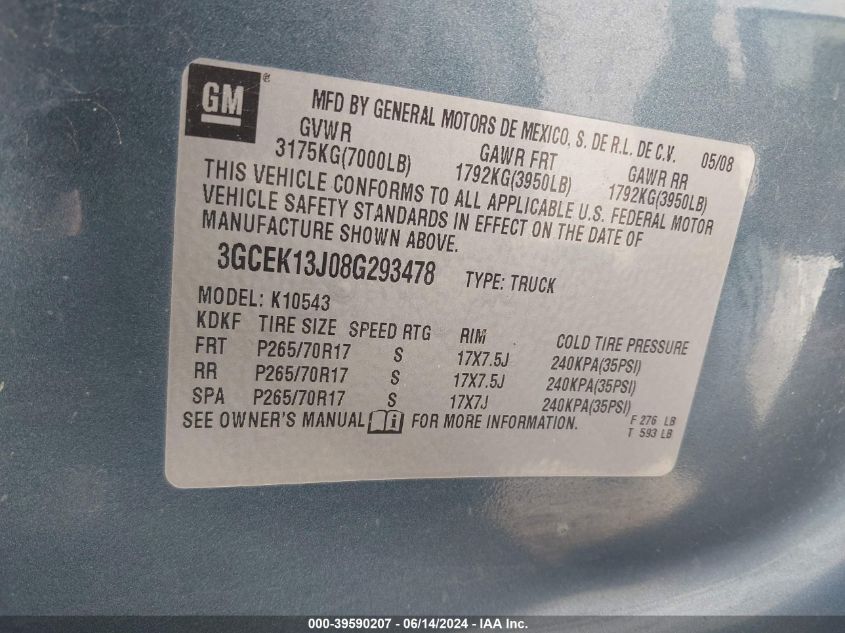 GM®
MFD BY GENERAL MOTORS DE MEXICO, S. DE R.L. DE C.V. 05/08
GVWR GAWR FRT GAWR RR
3175KG(7000LB) 1792KG(3950LB) 1792KG(3950LB)
THIS VEHICLE CONFORMS TO ALL APPLICABLE U.S. FEDERAL MOTOR
VEHICLE SAFETY STANDARDS IN EFFECT ON THE DATE OF
MANUFACTURE SHOWN ABOVE.
3GCEK13J08G293478 TYPE: TRUCK
MODEL: K10543
KDKF TIRE SIZE SPEED RTG RIM COLD TIRE PRESSURE
FRT P265/70R17 S 17X7.5J 240KPA(35PSI)
RR P265/70R17 S 17X7.5J 240KPA(35PSI)
SPA P265/70R17 S 17X7J 240KPA(35PSI)
SEE OWNER'S MANUAL i FOR MORE INFORMATION. F 276 LB
T 593 LB
000-39590207 - 06/14/2024 - IAA Inc.